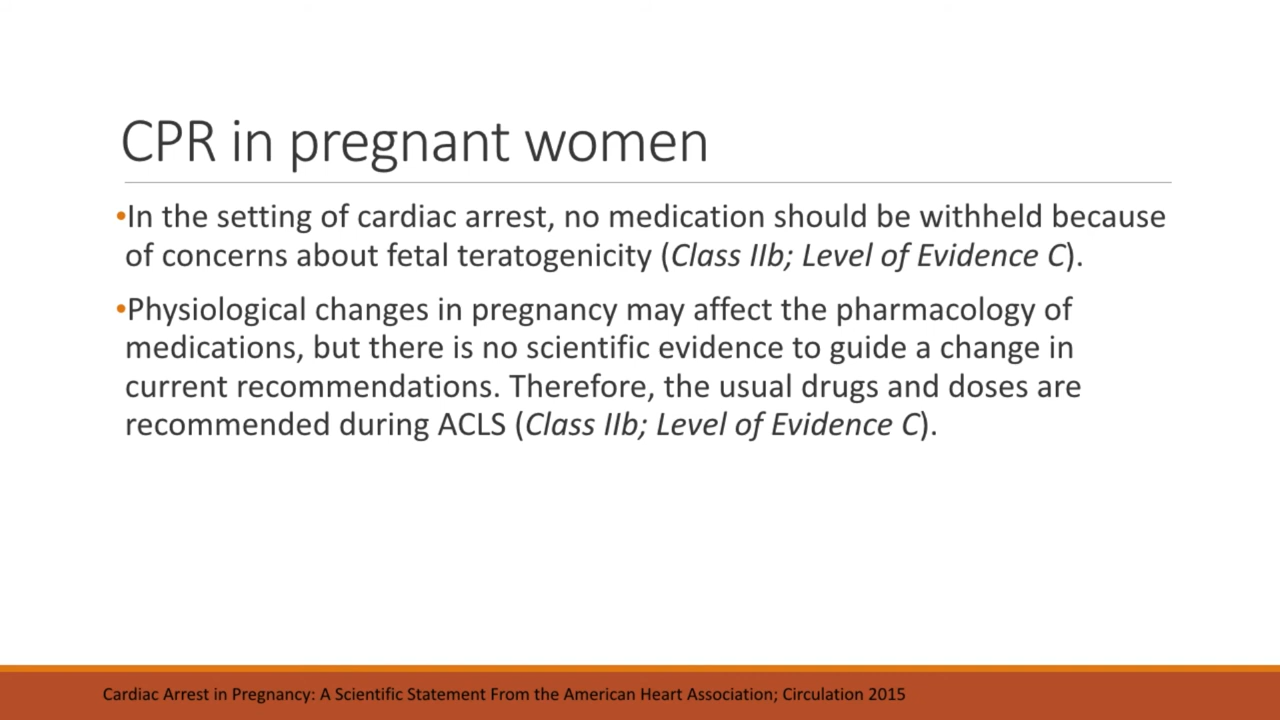 CPR in pregnant women
•In the setting of cardiac arrest, no medication should be withheld because
of concerns about fetal teratogenicity (Class IIb; Level of Evidence C).
•Physiological changes in pregnancy may affect the pharmacology of
medications, but there is no scientific evidence to guide a change in
current recommendations. Therefore, the usual drugs and doses are
recommended during ACLS (Class IIb; Level of Evidence C).
Cardiac Arrest in Pregnancy: A Scientific Statement From the American Heart Association; Circulation 2015